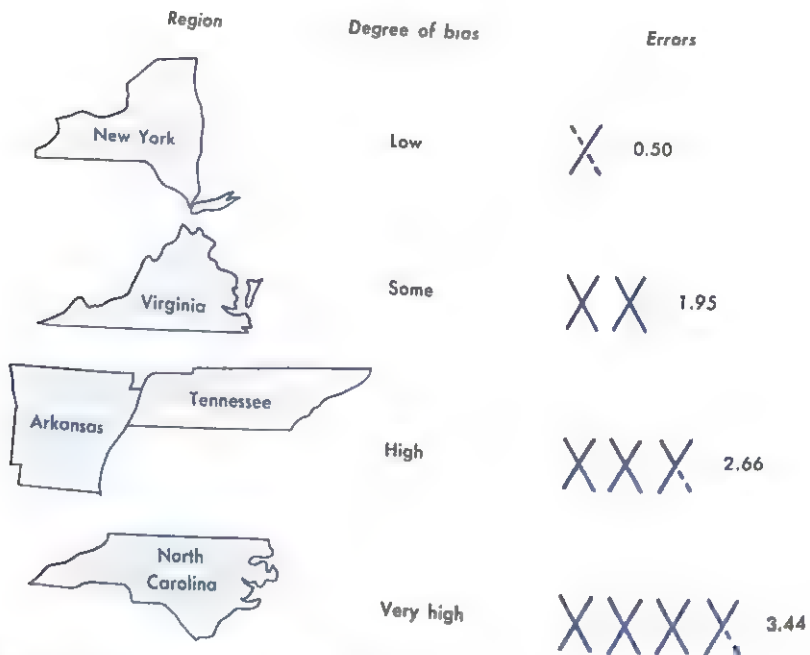 Region Degree of bias Errors
New York Low 0.50
Virginia Some 1.95
Arkansas Tennessee High 2.66
North
Carolina Very high 3.44